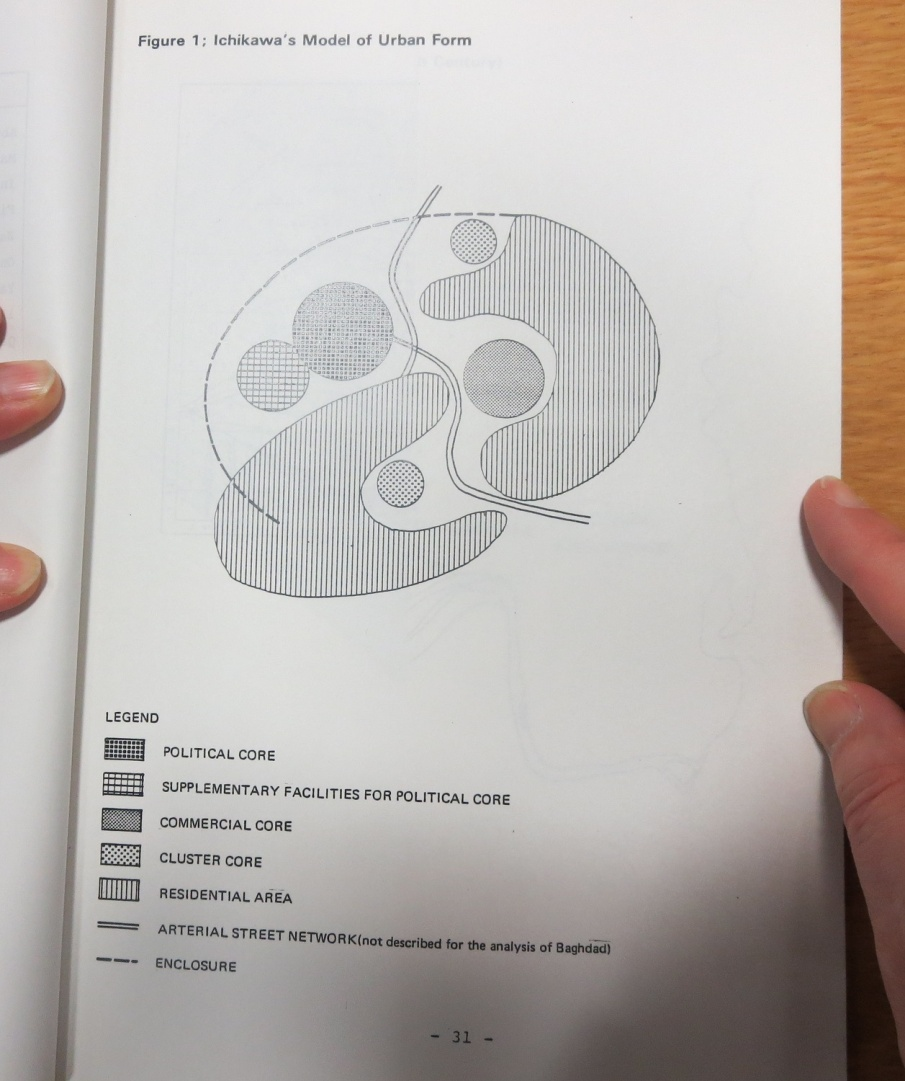 Figure 1; Ichikawa's Model of Urban Form
LEGEND
POLITICAL CORE
SUPPLEMENTARY FACILITIES FOR POLITICAL CORE
COMMERCIAL CORE
CLUSTER CORE
RESIDENTIAL AREA
ARTERIAL STREET NETWORK(not described for the analysis of Baghdad)
ENCLOSURE
- 31 -